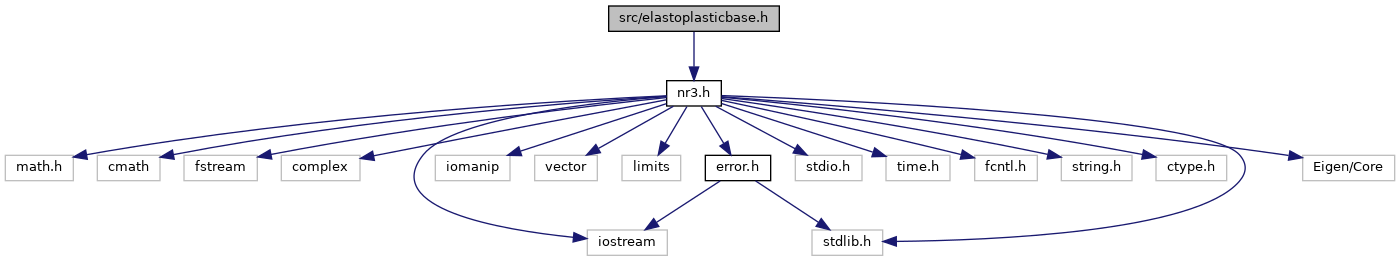 src/elastoplasticbase.h
nr3.h
math.h
cmath
fstream
complex
iomanip
vector
limits
error.h
stdio.h
time.h
fcntl.h
string.h
ctype.h
Eigen/Core
iostream
stdlib.h